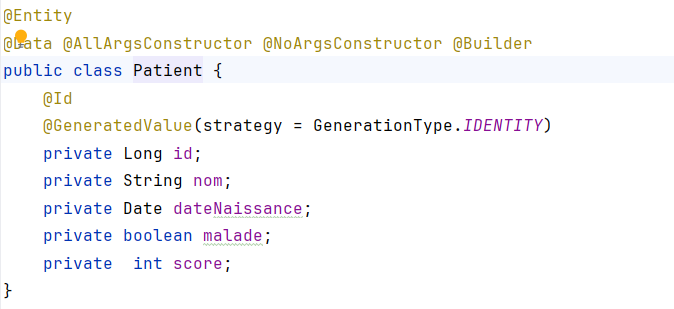 @Entity
@Data @AllArgsConstructor @NoArgsConstructor @Builder
public class Patient {
    @Id
    @GeneratedValue(strategy = GenerationType.IDENTITY)
    private Long id;
    private String nom;
    private Date dateNaissance;
    private boolean malade;
    private  int score;
}